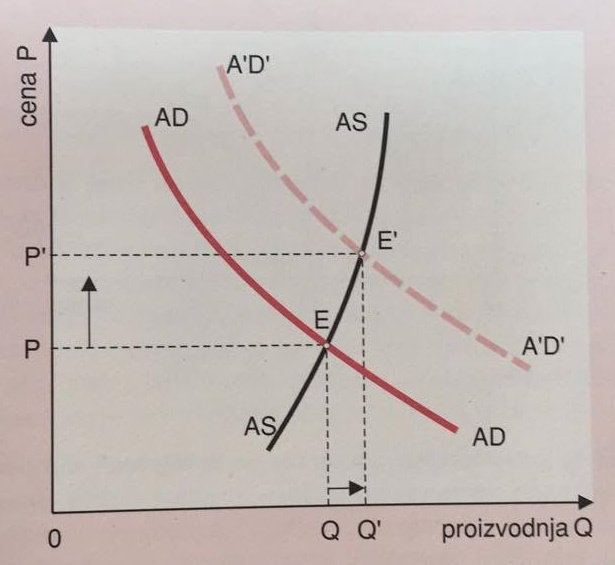 cena P
A'D'
AD
AS
P'
E'
E
P
A'D'
AS
AD
0
Q
Q'
proizvodnja Q